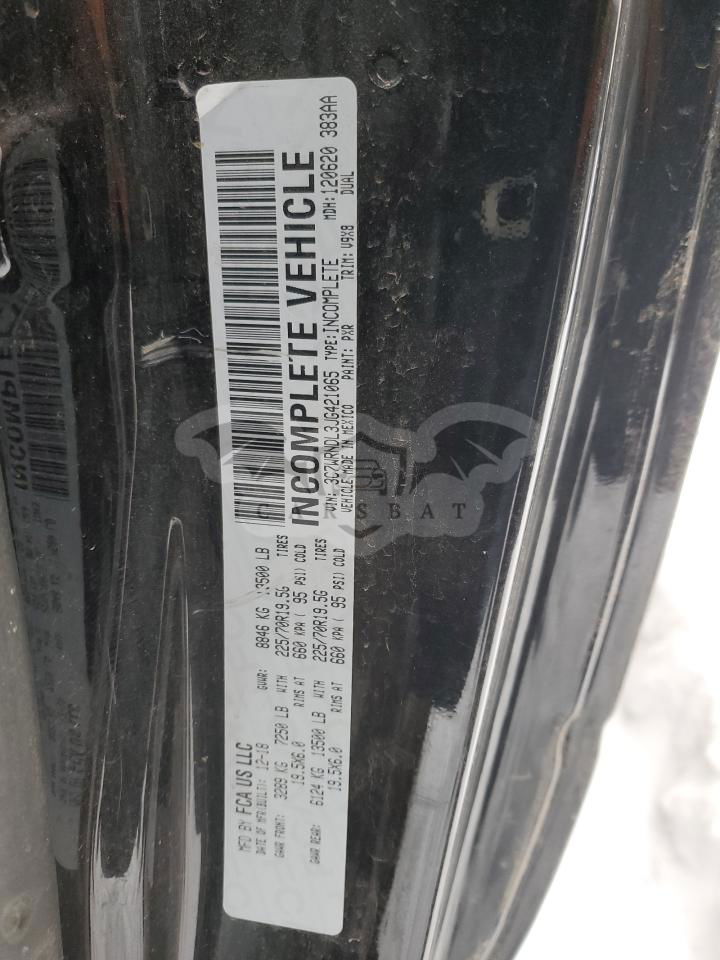 MFD BY FCA US LLC
DATE OF MFR(BUILT): 12-18 GVWR: 8846 KG 19500 LB
GAWR FRONT: 3289 KG 7250 LB WITH 225/70R19.5G TIRES
19.5X6.0 RIMS AT 660 KPA ( 95 PSI) COLD
GAWR REAR: 6124 KG 13500 LB WITH 225/70R19.5G TIRES
19.5X6.0 RIMS AT 660 KPA ( 95 PSI) COLD
INCOMPLETE VEHICLE
VIN: 3C7WRNDL3JG421065 TYPE:INCOMPLETE MDH:120620 383AA
VEHICLE MADE IN MEXICO PAINT: PXR TRIM: V9X8 DUAL
CARSBAT